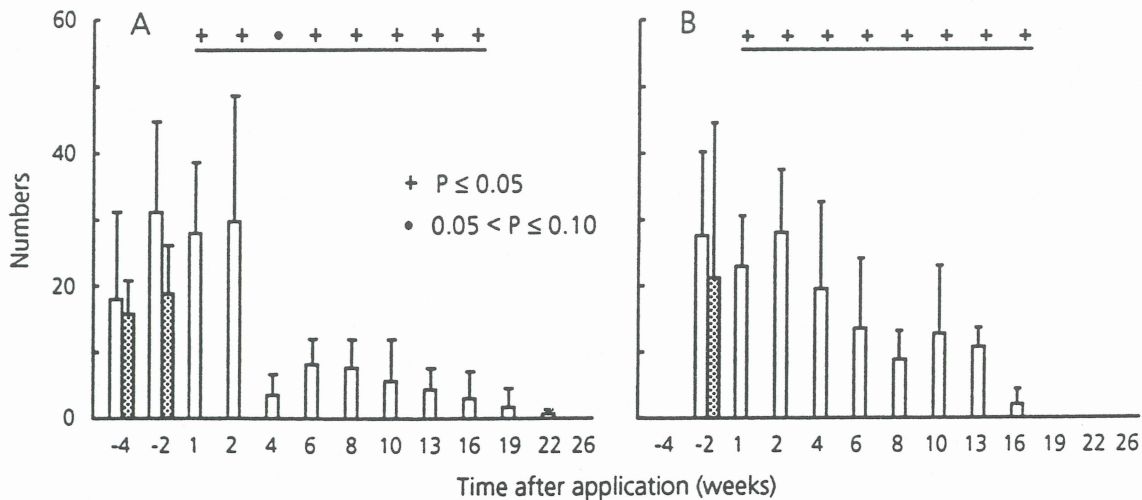 60
A
+ + • + + + + +
B
+ + + + + + + +
40
+ P ≤ 0.05
• 0.05 < P ≤ 0.10
Numbers
20
0
-4 -2 1 2 4 6 8 10 13 16 19 22 26
-4 -2 1 2 4 6 8 10 13 16 19 22 26
Time after application (weeks)